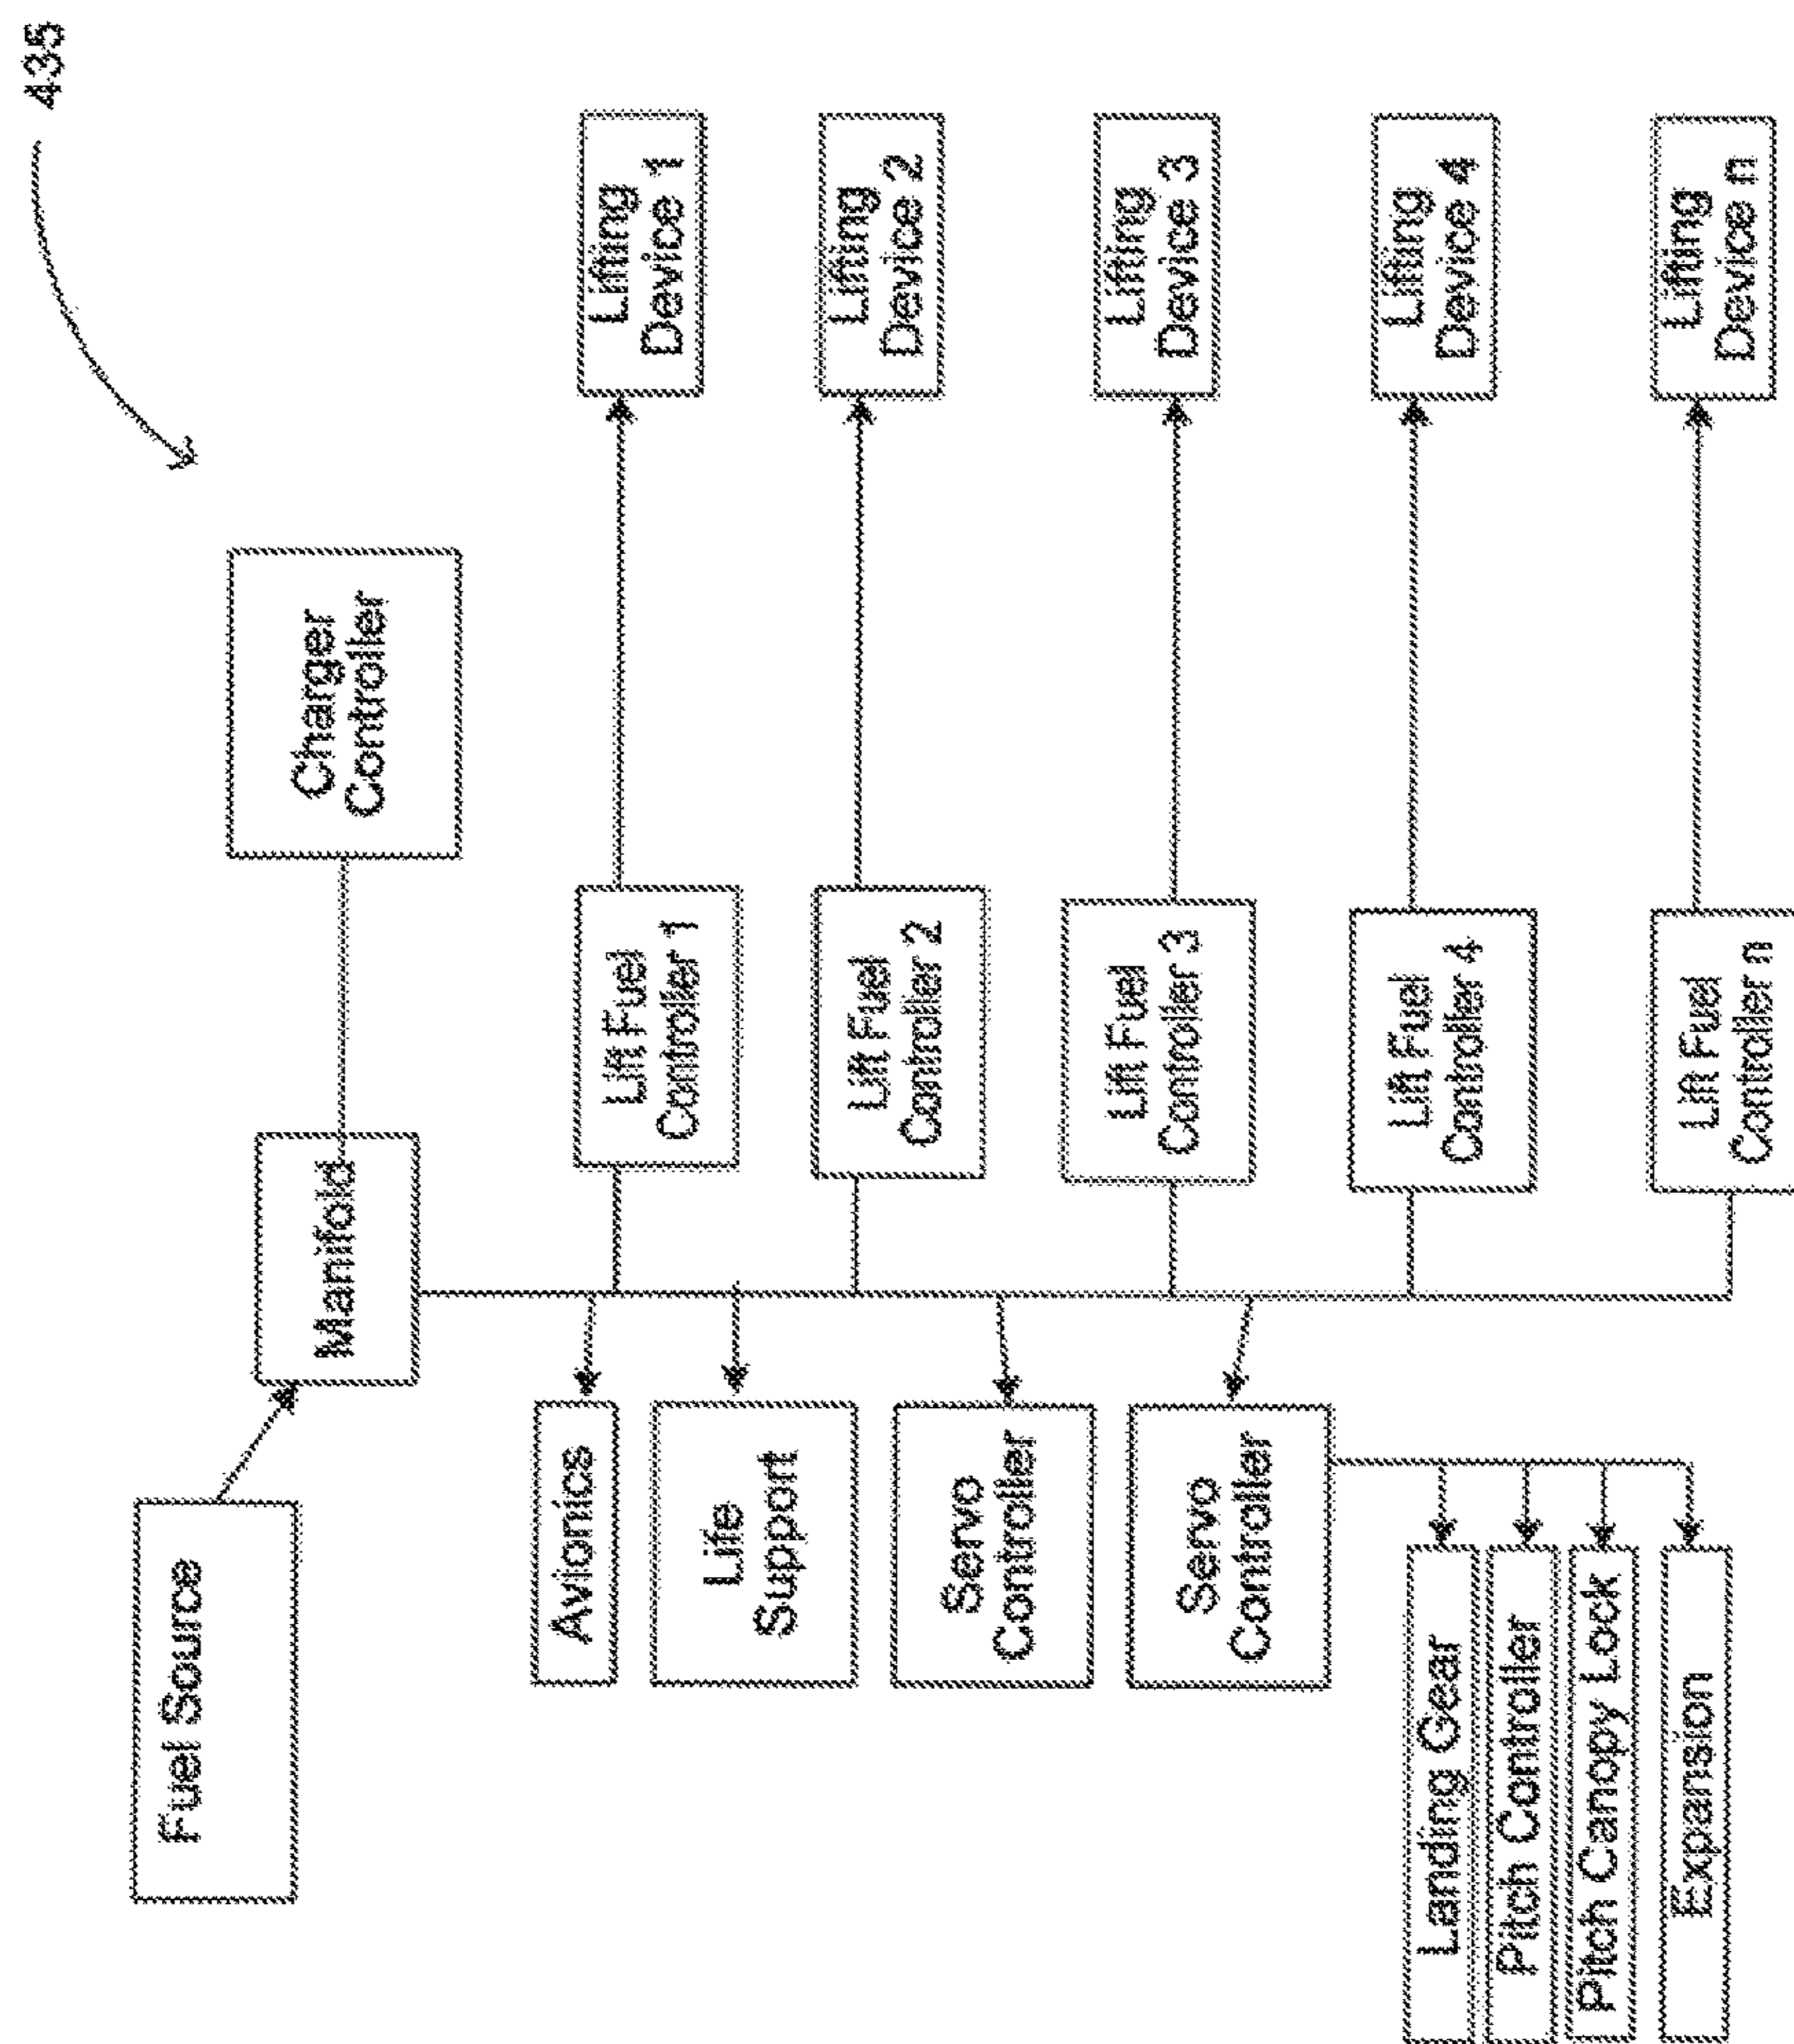 435
Fuel Source
Manifold
Charger
Controller
Avionics
Life
Support
Servo
Controller
Servo
Controller
Landing Gear
Pitch Controller
Pitch Canopy Lock
Expansion
Lift Fuel
Controller 1
Lift Fuel
Controller 2
Lift Fuel
Controller 3
Lift Fuel
Controller 4
Lift Fuel
Controller n
Lifting
Device 1
Lifting
Device 2
Lifting
Device 3
Lifting
Device 4
Lifting
Device n